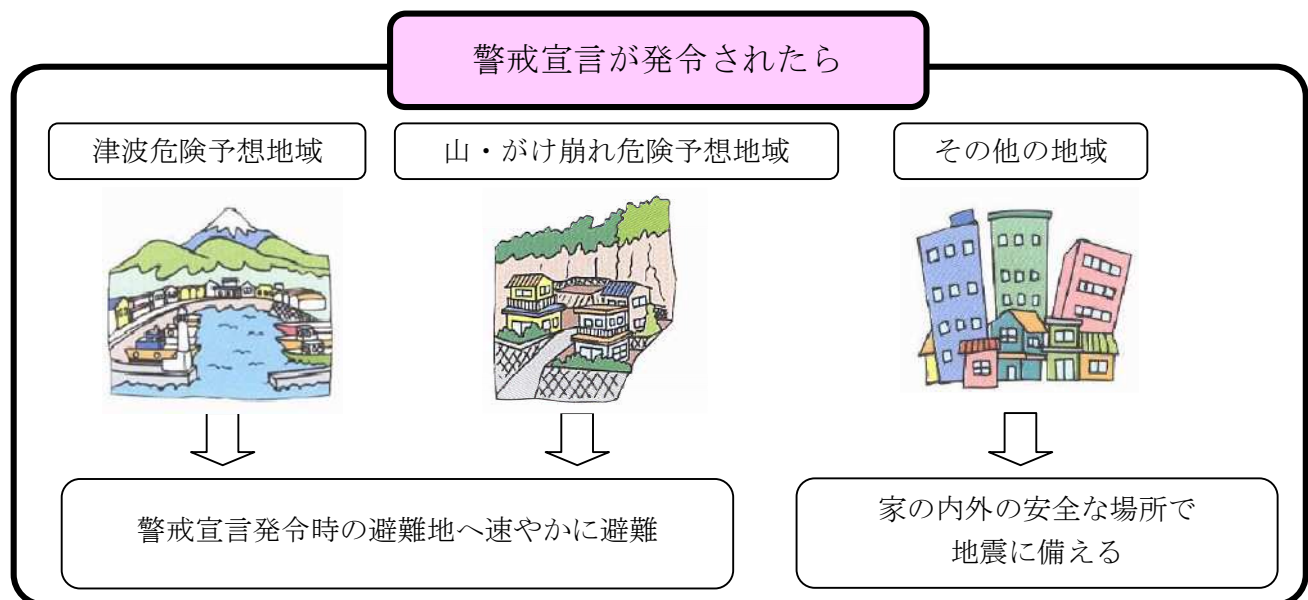 警戒宣言が発令されたら
津波危険予想地域
山・がけ崩れ危険予想地域
その他の地域
警戒宣言発令時の避難地へ速やかに避難
家の内外の安全な場所で
地震に備える